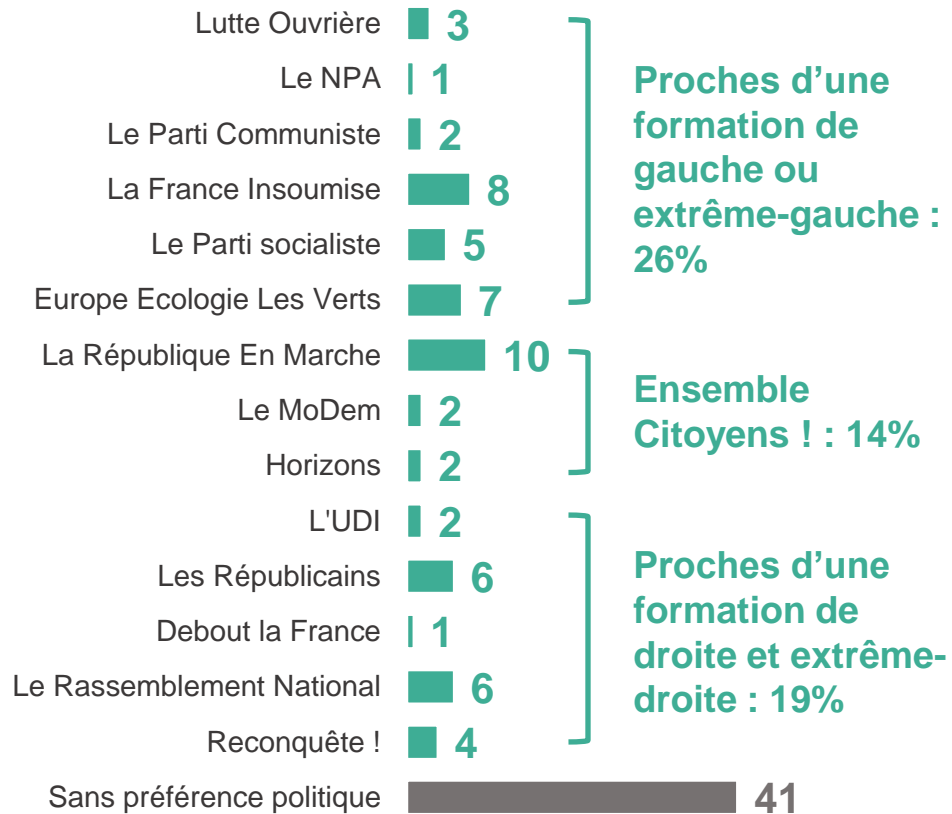 Lutte Ouvrière 3
Le NPA 1
Le Parti Communiste 2
La France Insoumise 8
Le Parti socialiste 5
Europe Ecologie Les Verts 7
Proches d’une
formation de
gauche ou
extrême-gauche :
26%
La République En Marche 10
Le MoDem 2
Horizons 2
Ensemble
Citoyens ! : 14%
L'UDI 2
Les Républicains 6
Debout la France 1
Le Rassemblement National 6
Reconquête ! 4
Proches d’une
formation de
droite et extrême-
droite : 19%
Sans préférence politique 41